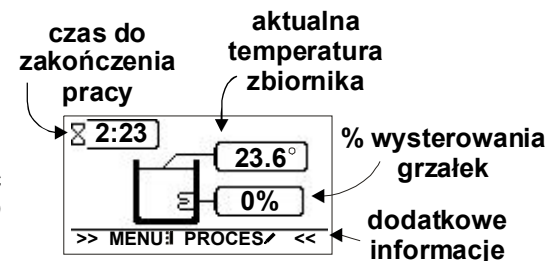 czas do
zakończenia
pracy
aktualna
temperatura
zbiornika
2:23
23.6°
% wysterowania
grzałek
0%
>> MENU PROCES <<
dodatkowe
informacje